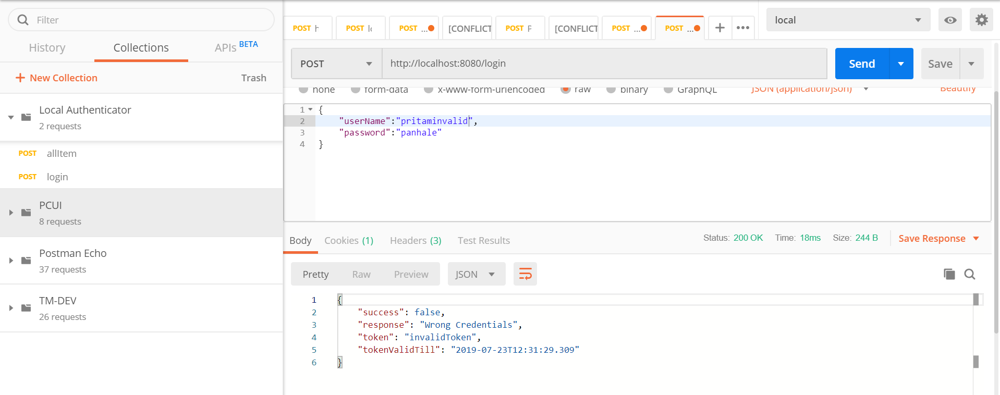 Filter
History
Collections
APIs BETA
+ New Collection
Trash
Local Authenticator
2 requests
POST allItem
POST login
PCUI
8 requests
Postman Echo
37 requests
TM-DEV
26 requests
POST h
POST lo
POST ...
[CONFLICT
POST P
[CONFLICT
POST ...
POST ...
+
•••
local
POST
http://localhost:8080/login
Send
Save
none
form-data
x-www-form-urlencoded
raw
binary
GraphQL
JSON (application/json)
Beautify
1 {
2 "userName":"pritaminvalid",
3 "password":"panhale"
4 }
Body
Cookies (1)
Headers (3)
Test Results
Status: 200 OK
Time: 18ms
Size: 244 B
Save Response
Pretty
Raw
Preview
JSON
1 {
2 "success": false,
3 "response": "Wrong Credentials",
4 "token": "invalidToken",
5 "tokenValidTill": "2019-07-23T12:31:29.309"
6 }